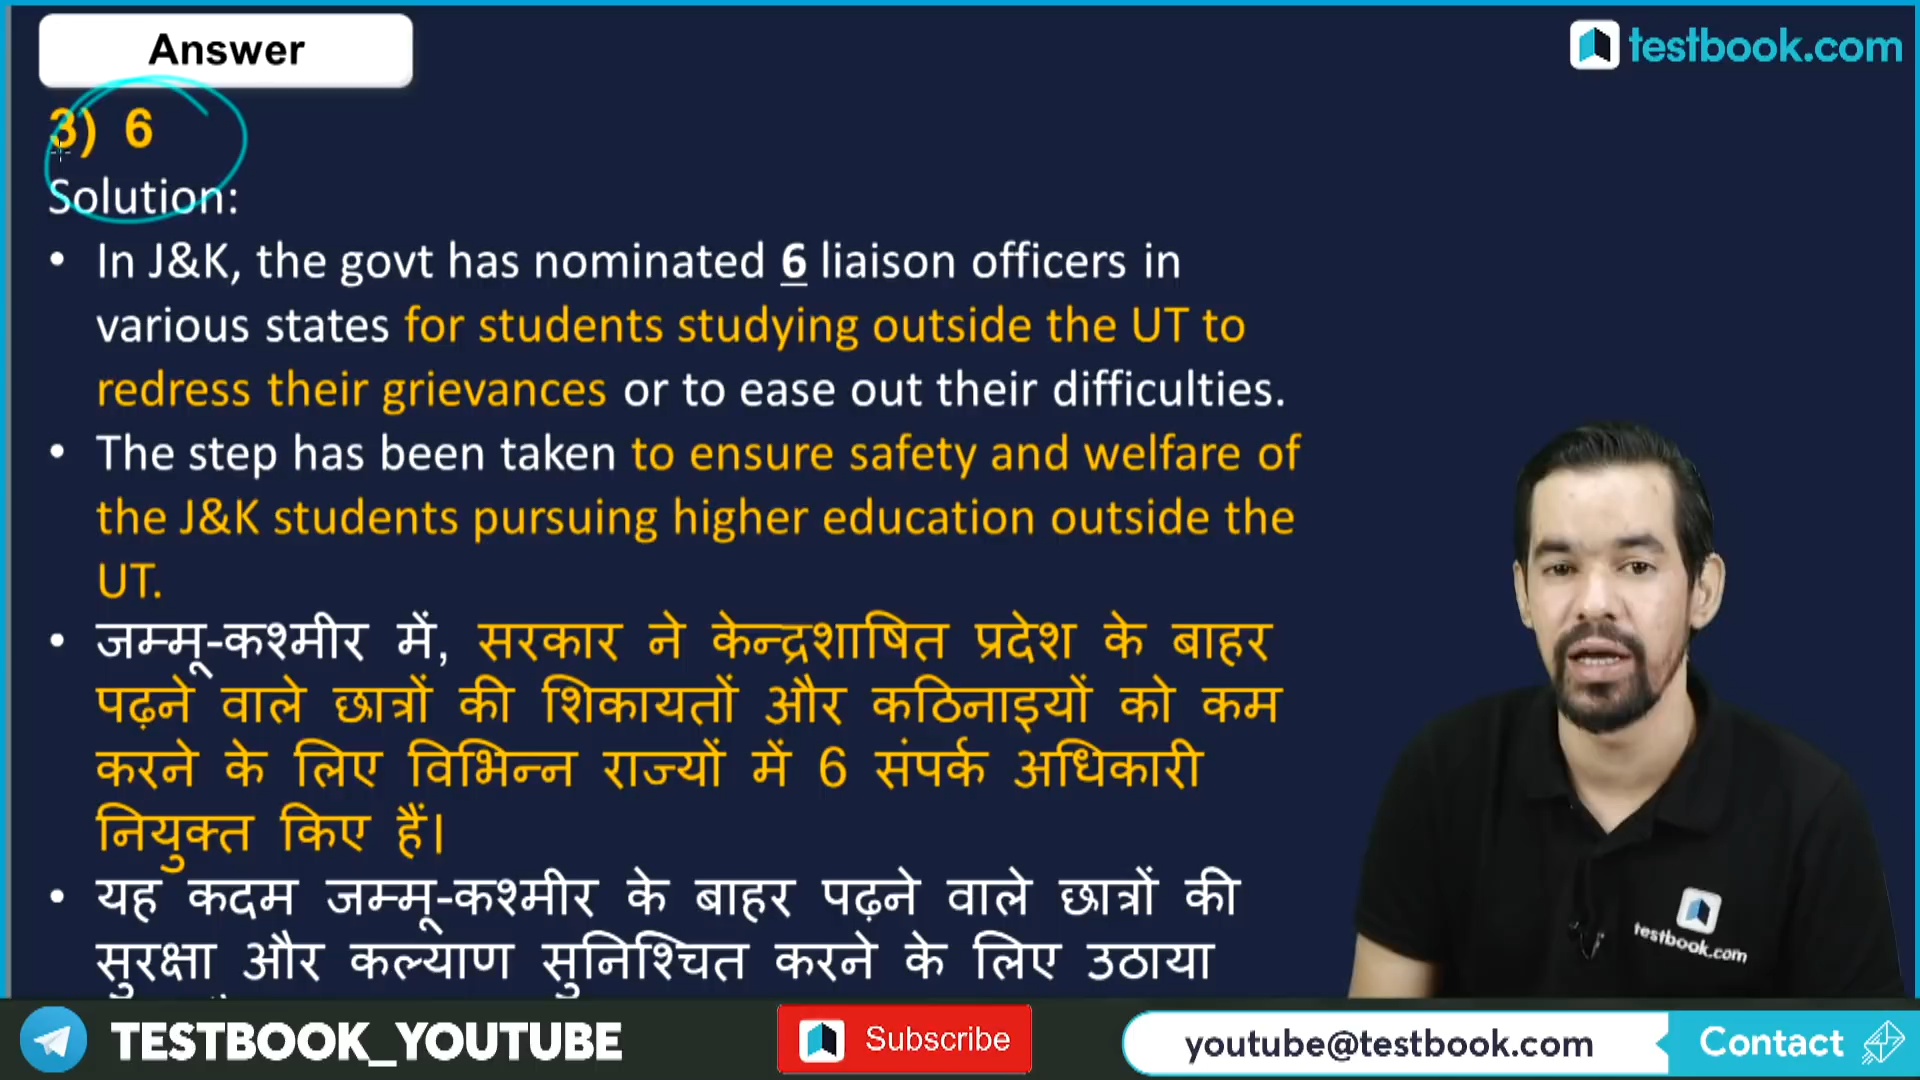 Answer
testbook.com
3) 6
Solution:
• In J&K, the govt has nominated 6 liaison officers in
various states for students studying outside the UT to
redress their grievances or to ease out their difficulties.
• The step has been taken to ensure safety and welfare of
the J&K students pursuing higher education outside the
UT.
• जम्मू-कश्मीर में, सरकार ने केन्द्रशाषित प्रदेश के बाहर
पढ़ने वाले छात्रों की शिकायतों और कठिनाइयों को कम
करने के लिए विभिन्न राज्यों में 6 संपर्क अधिकारी
नियुक्त किए हैं।
• यह कदम जम्मू-कश्मीर के बाहर पढ़ने वाले छात्रों की
सुरक्षा और कल्याण सुनिश्चित करने के लिए उठाया
testbook.com
TESTBOOK_YOUTUBE
Subscribe
youtube@testbook.com
Contact